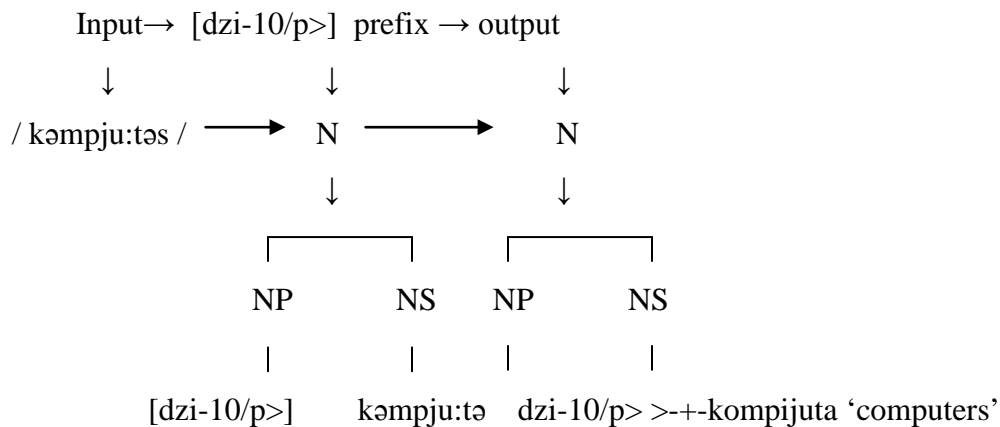 Input→ [dzi-10/p>] prefix → output
↓ ↓ ↓
/ kəmpju:təs / → N → N
↓ ↓
NP NS NP NS
[dzi-10/p>] kəmpju:tə dzi-10/p> >-+-kompijuta ‘computers’